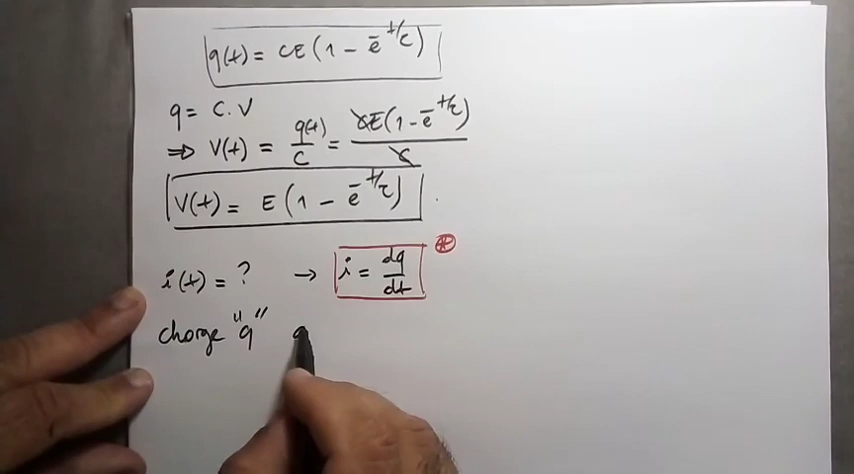 q(t) = CE (1 - e^-t/τ)
q = C.V
⇒ V(t) = q(t)/C = CE(1 - e^-t/τ)/C
V(t) = E (1 - e^-t/τ) .
i(t) = ? → i = dq/dt *
charge "q"